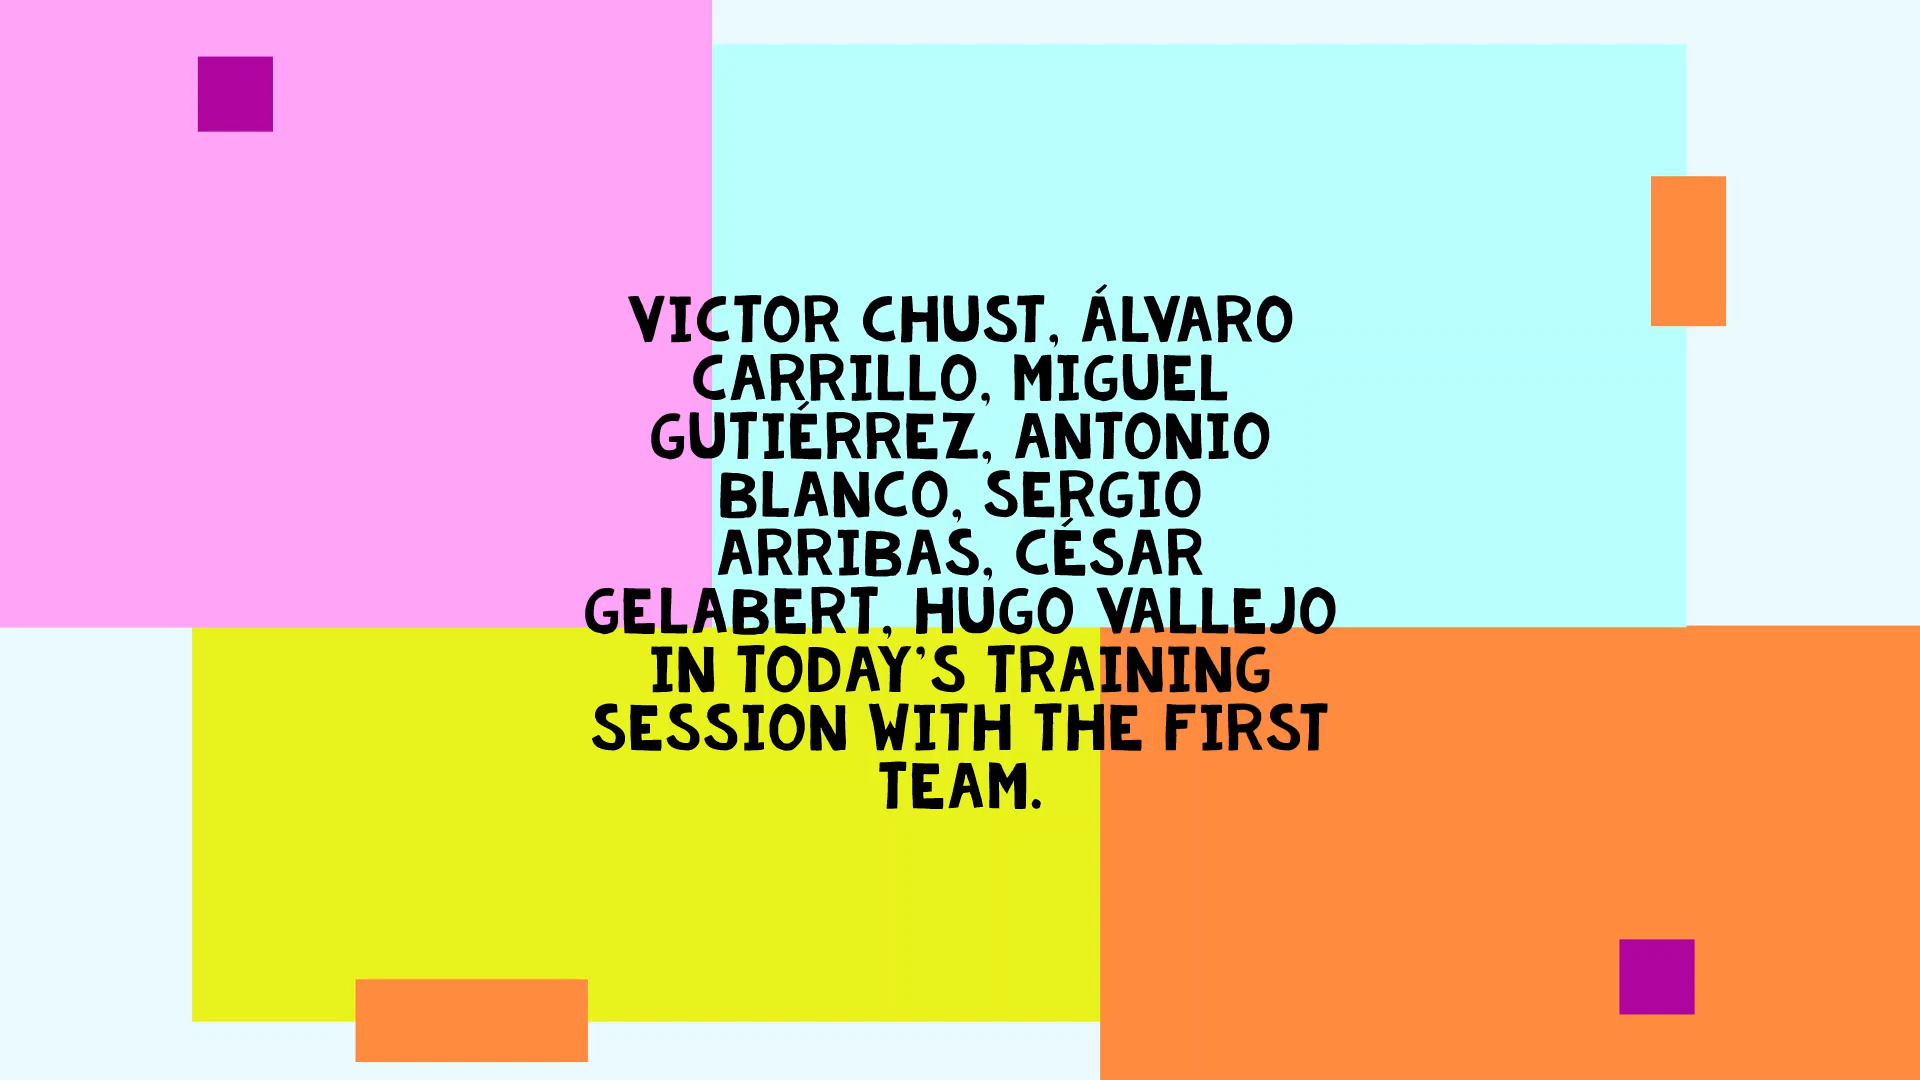 VICTOR CHUST, ÁLVARO
CARRILLO, MIGUEL
GUTIÉRREZ, ANTONIO
BLANCO, SERGIO
ARRIBAS, CÉSAR
GELABERT, HUGO VALLEJO
IN TODAY'S TRAINING
SESSION WITH THE FIRST
TEAM.